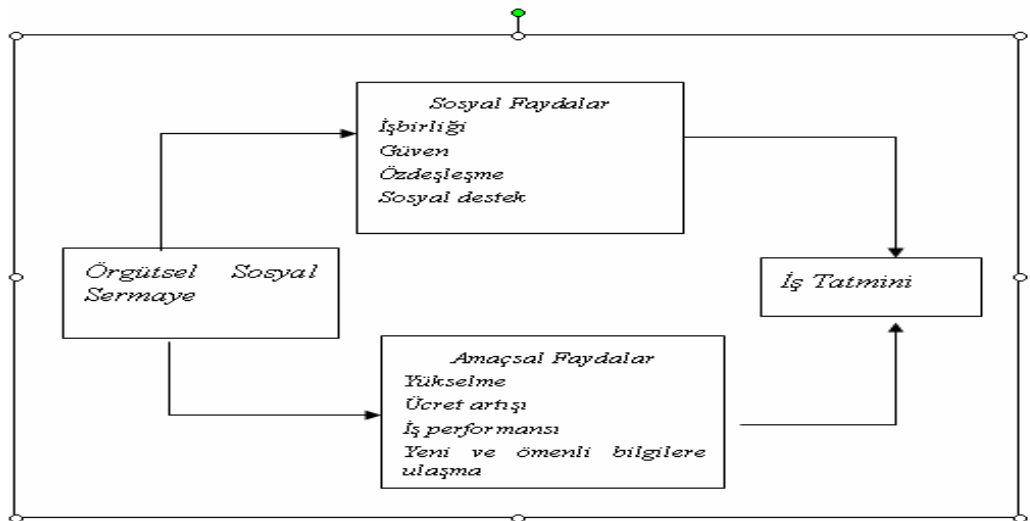 Sosyal Faydalar
İşbirliği
Güven
Özdeşleşme
Sosyal destek
Örgütsel Sosyal
Sermaye
İş Tatmini
Amaçsal Faydalar
Yükselme
Ücret artışı
İş performansı
Yeni ve ömenli bilgilere
ulaşma